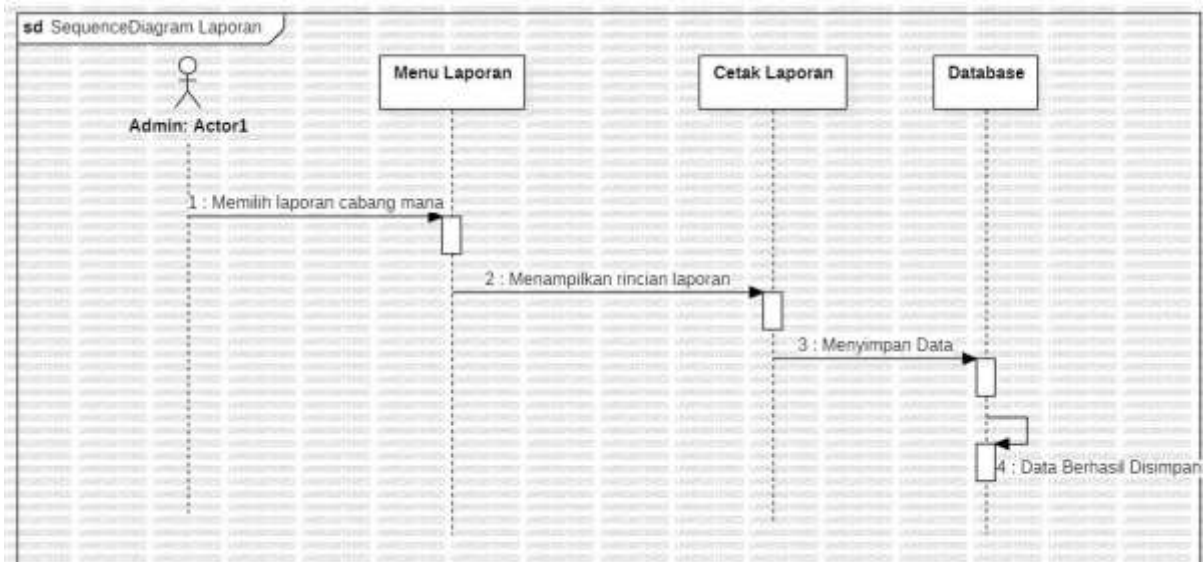 sd SequenceDiagram Laporan
Menu Laporan
Cetak Laporan
Database
Admin: Actor1
1 : Memilih laporan cabang mana
2 : Menampilkan rincian laporan
3 : Menyimpan Data
4 : Data Berhasil Disimpan